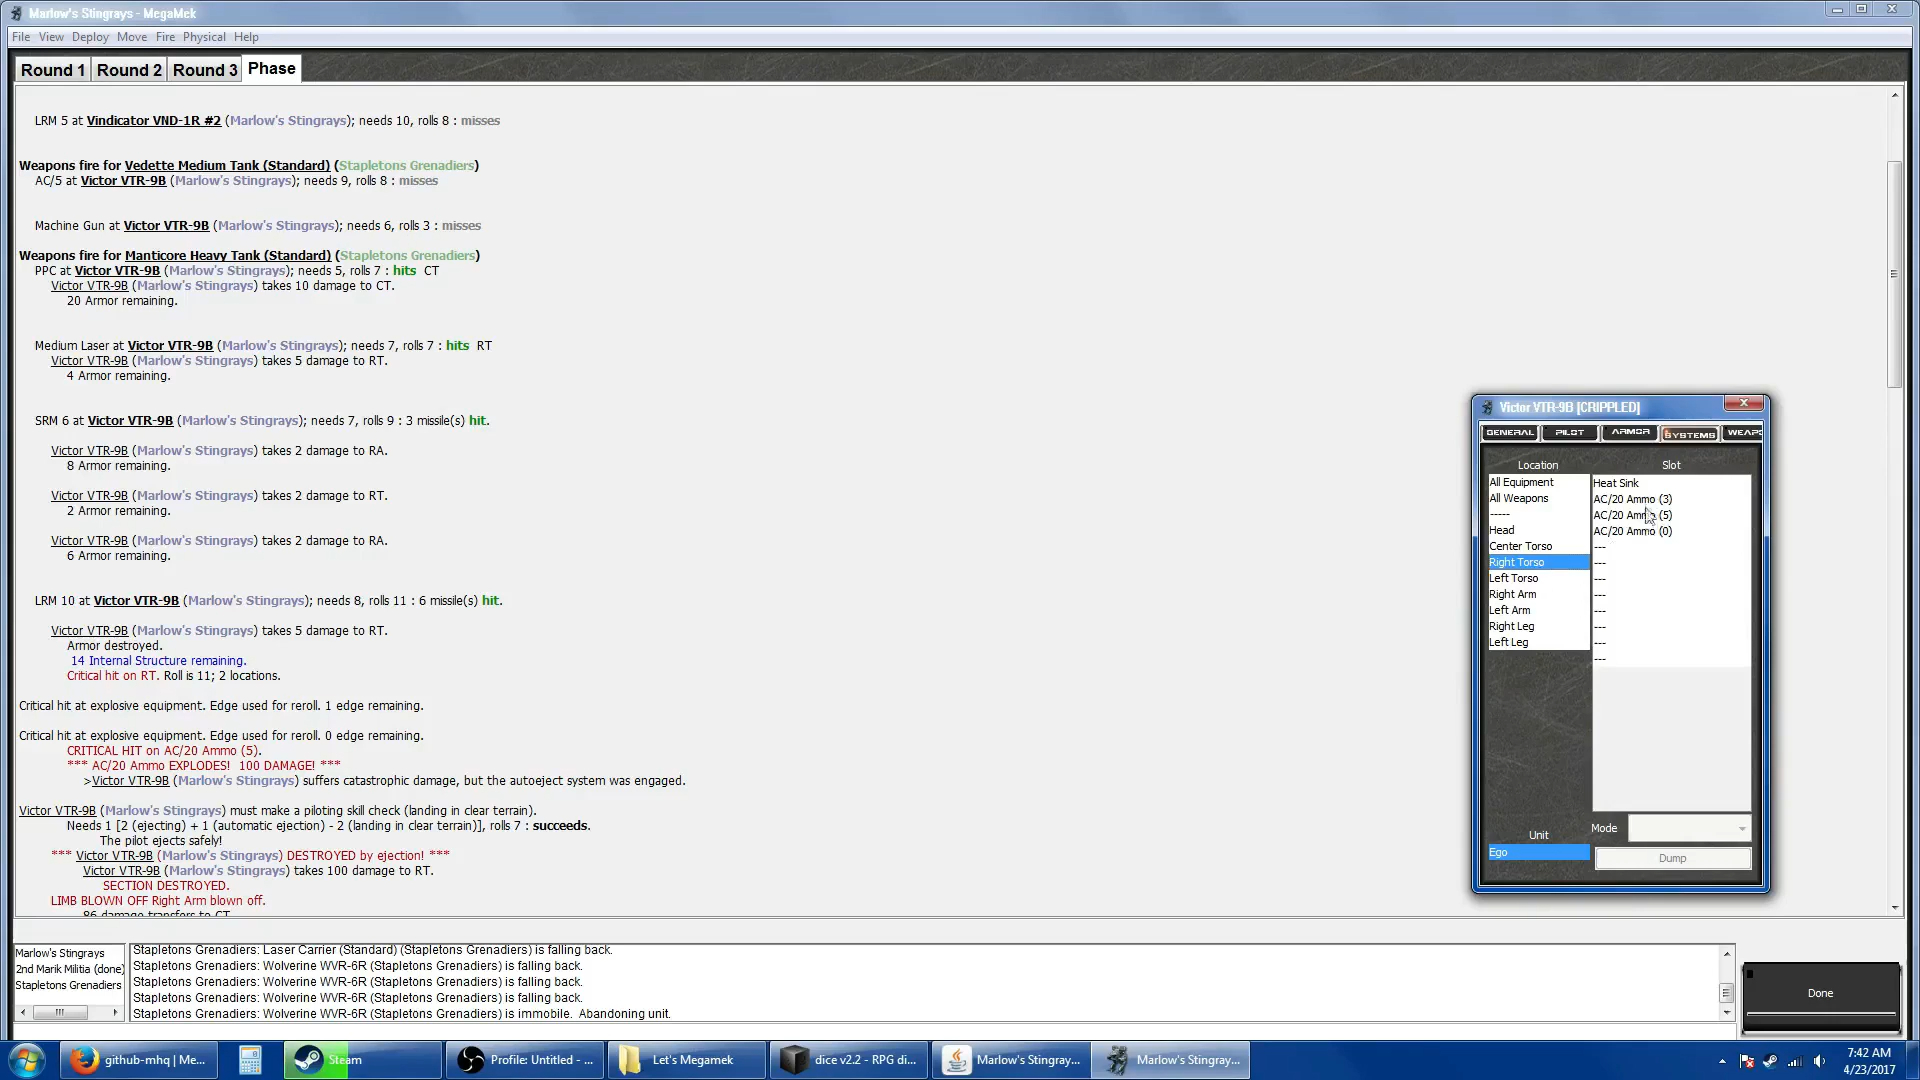 Marlow's Stingrays - MegaMek
File View Deploy Move Fire Physical Help
Round 1 Round 2 Round 3 Phase
LRM 5 at Vindicator VND-1R #2 (Marlow's Stingrays); needs 10, rolls 8 : misses
Weapons fire for Vedette Medium Tank (Standard) (Stapletons Grenadiers)
AC/5 at Victor VTR-9B (Marlow's Stingrays); needs 9, rolls 8 : misses
Machine Gun at Victor VTR-9B (Marlow's Stingrays); needs 6, rolls 3 : misses
Weapons fire for Manticore Heavy Tank (Standard) (Stapletons Grenadiers)
PPC at Victor VTR-9B (Marlow's Stingrays); needs 5, rolls 7 : hits CT
Victor VTR-9B (Marlow's Stingrays) takes 10 damage to CT.
20 Armor remaining.
Medium Laser at Victor VTR-9B (Marlow's Stingrays); needs 7, rolls 7 : hits RT
Victor VTR-9B (Marlow's Stingrays) takes 5 damage to RT.
4 Armor remaining.
SRM 6 at Victor VTR-9B (Marlow's Stingrays); needs 7, rolls 9 : 3 missile(s) hit.
Victor VTR-9B (Marlow's Stingrays) takes 2 damage to RA.
8 Armor remaining.
Victor VTR-9B (Marlow's Stingrays) takes 2 damage to RT.
2 Armor remaining.
Victor VTR-9B (Marlow's Stingrays) takes 2 damage to RA.
6 Armor remaining.
LRM 10 at Victor VTR-9B (Marlow's Stingrays); needs 8, rolls 11 : 6 missile(s) hit.
Victor VTR-9B (Marlow's Stingrays) takes 5 damage to RT.
Armor destroyed.
14 Internal Structure remaining.
Critical hit on RT. Roll is 11; 2 locations.
Critical hit at explosive equipment. Edge used for reroll. 1 edge remaining.
Critical hit at explosive equipment. Edge used for reroll. 0 edge remaining.
CRITICAL HIT on AC/20 Ammo (5).
*** AC/20 Ammo EXPLODES! 100 DAMAGE! ***
>Victor VTR-9B (Marlow's Stingrays) suffers catastrophic damage, but the autoeject system was engaged.
Victor VTR-9B (Marlow's Stingrays) must make a piloting skill check (landing in clear terrain).
Needs 1 [2 (ejecting) + 1 (automatic ejection) - 2 (landing in clear terrain)], rolls 7 : succeeds.
The pilot ejects safely!
*** Victor VTR-9B (Marlow's Stingrays) DESTROYED by ejection! ***
Victor VTR-9B (Marlow's Stingrays) takes 100 damage to RT.
SECTION DESTROYED.
LIMB BLOWN OFF Right Arm blown off.
86 damage transfers to CT.
Victor VTR-9B [CRIPPLED]
GENERAL PILOT ARMOR SYSTEMS WEAPO
Location Slot
All Equipment
All Weapons
-----
Head
Center Torso
Right Torso
Left Torso
Right Arm
Left Arm
Right Leg
Left Leg
Heat Sink
AC/20 Ammo (3)
AC/20 Ammo (5)
AC/20 Ammo (0)
---
---
---
---
---
---
---
---
Unit
Ego
Mode
Dump
Marlow's Stingrays
2nd Marik Militia (done)
Stapletons Grenadiers
Stapletons Grenadiers: Laser Carrier (Standard) (Stapletons Grenadiers) is falling back.
Stapletons Grenadiers: Wolverine WVR-6R (Stapletons Grenadiers) is falling back.
Stapletons Grenadiers: Wolverine WVR-6R (Stapletons Grenadiers) is falling back.
Stapletons Grenadiers: Wolverine WVR-6R (Stapletons Grenadiers) is falling back.
Stapletons Grenadiers: Wolverine WVR-6R (Stapletons Grenadiers) is immobile. Abandoning unit.
Done
github-mhq | Me...
Steam
Profile: Untitled - ...
Let's Megamek
dice v2.2 - RPG di...
Marlow's Stingray...
Marlow's Stingray...
7:42 AM
4/23/2017